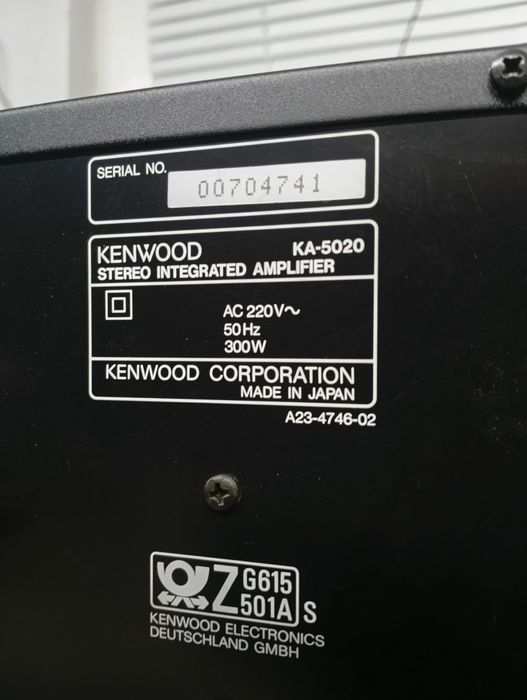 SERIAL NO. 00704741
KENWOOD KA-5020
STEREO INTEGRATED AMPLIFIER
AC 220V~
50Hz
300W
KENWOOD CORPORATION
MADE IN JAPAN
A23-4746-02
Z G615
501A S
KENWOOD ELECTRONICS
DEUTSCHLAND GMBH